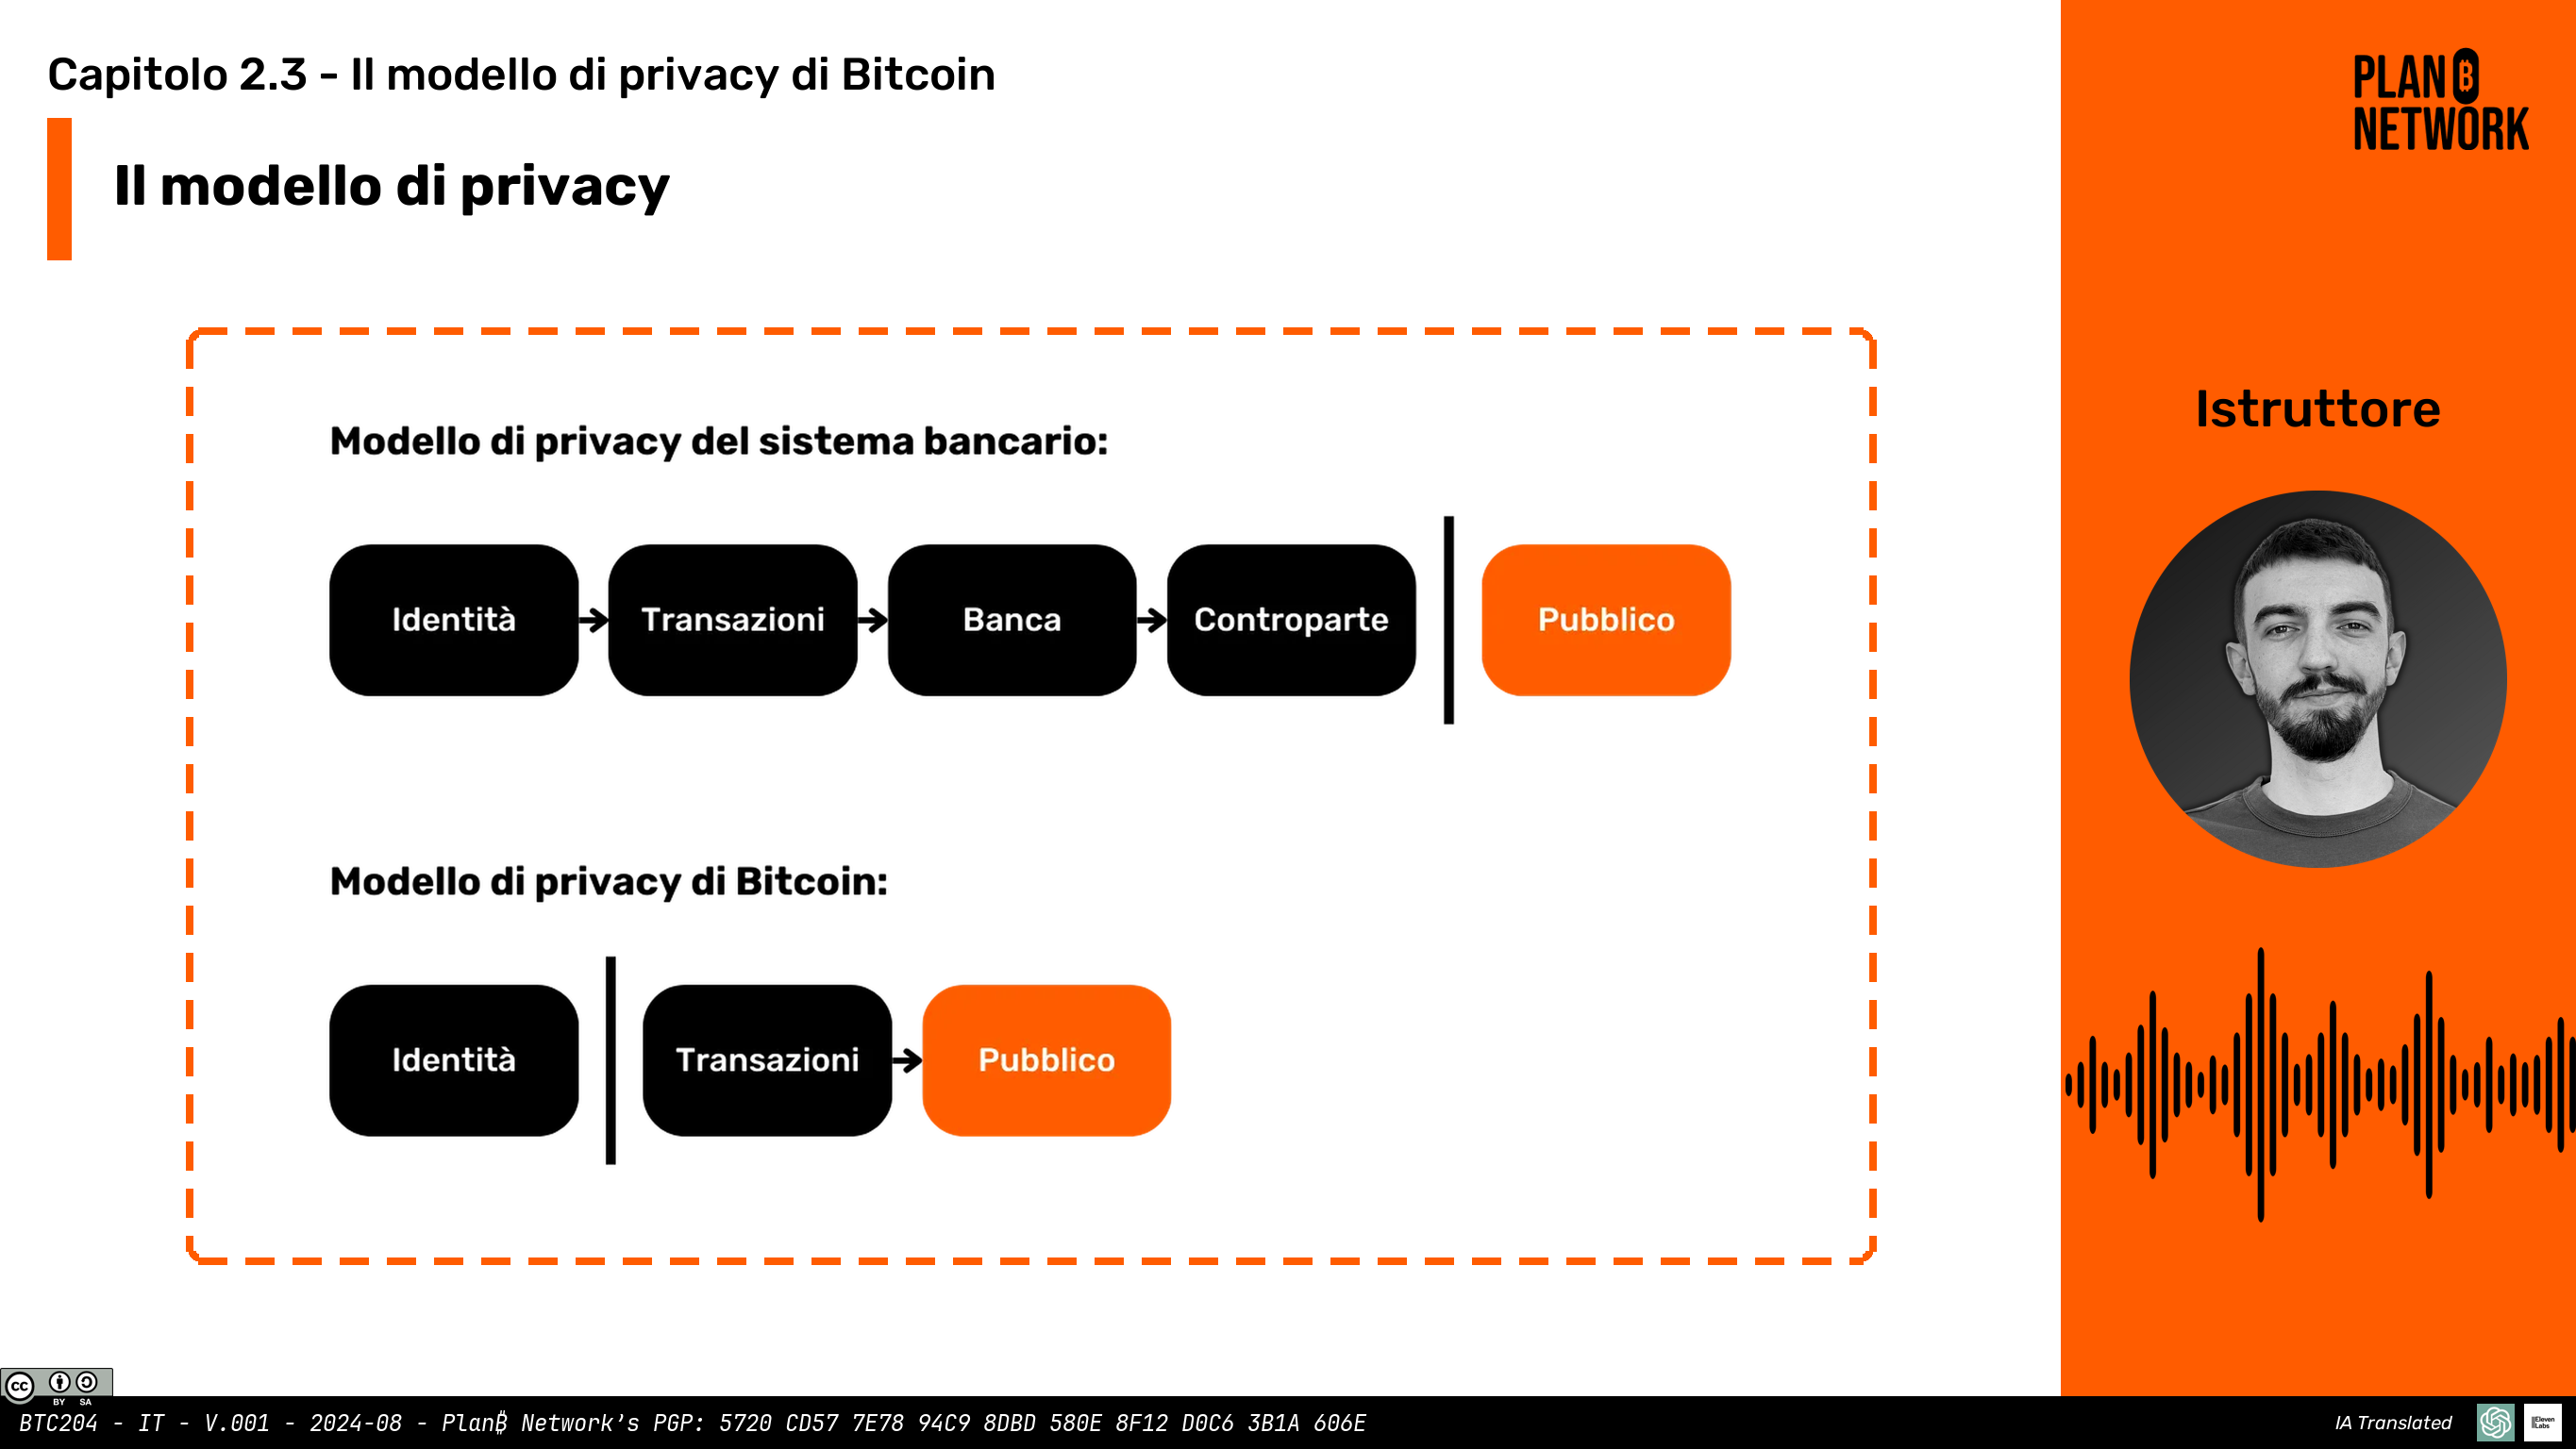 Capitolo 2.3 - Il modello di privacy di Bitcoin
Il modello di privacy
PLAN B
NETWORK
Istruttore
Modello di privacy del sistema bancario:
Identità
Transazioni
Banca
Controparte
Pubblico
Modello di privacy di Bitcoin:
Identità
Transazioni
Pubblico
cc
BY SA
BTC204 - IT - V.001 - 2024-08 - Plan₿ Network's PGP: 5720 CD57 7E78 94C9 8DBD 580E 8F12 D0C6 3B1A 606E
IA Translated
ElevenLabs